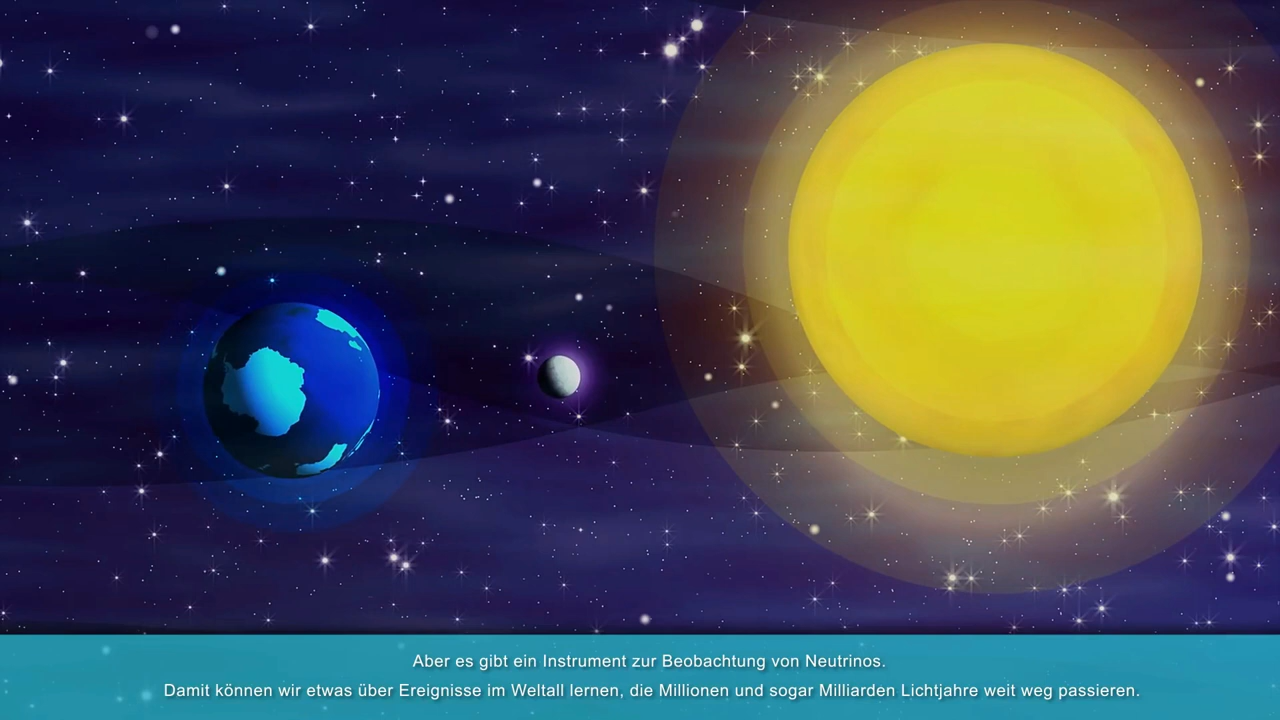 Aber es gibt ein Instrument zur Beobachtung von Neutrinos.
Damit können wir etwas über Ereignisse im Weltall lernen, die Millionen und sogar Milliarden Lichtjahre weit weg passieren.